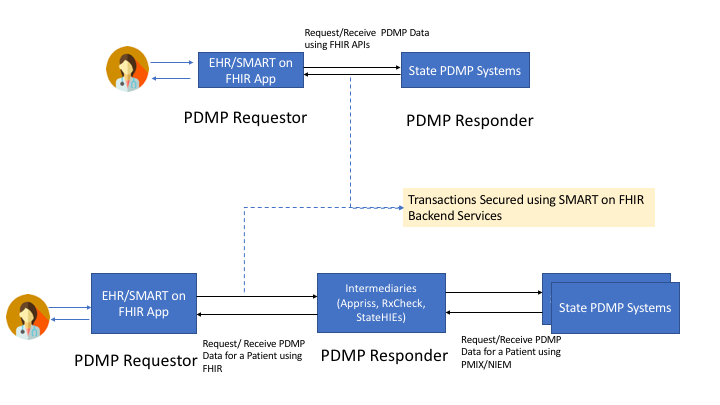 Request/Receive PDMP Data
using FHIR APIs
EHR/SMART on
FHIR App
State PDMP Systems
PDMP Requestor
PDMP Responder
Transactions Secured using SMART on FHIR
Backend Services
EHR/SMART on
FHIR App
Intermediaries
(Appriss, RxCheck,
StateHIEs)
State PDMP Systems
PDMP Requestor
Request/ Receive PDMP
Data for a Patient using
FHIR
PDMP Responder
Request/Receive PDMP
Data for a Patient using
PMIX/NIEM